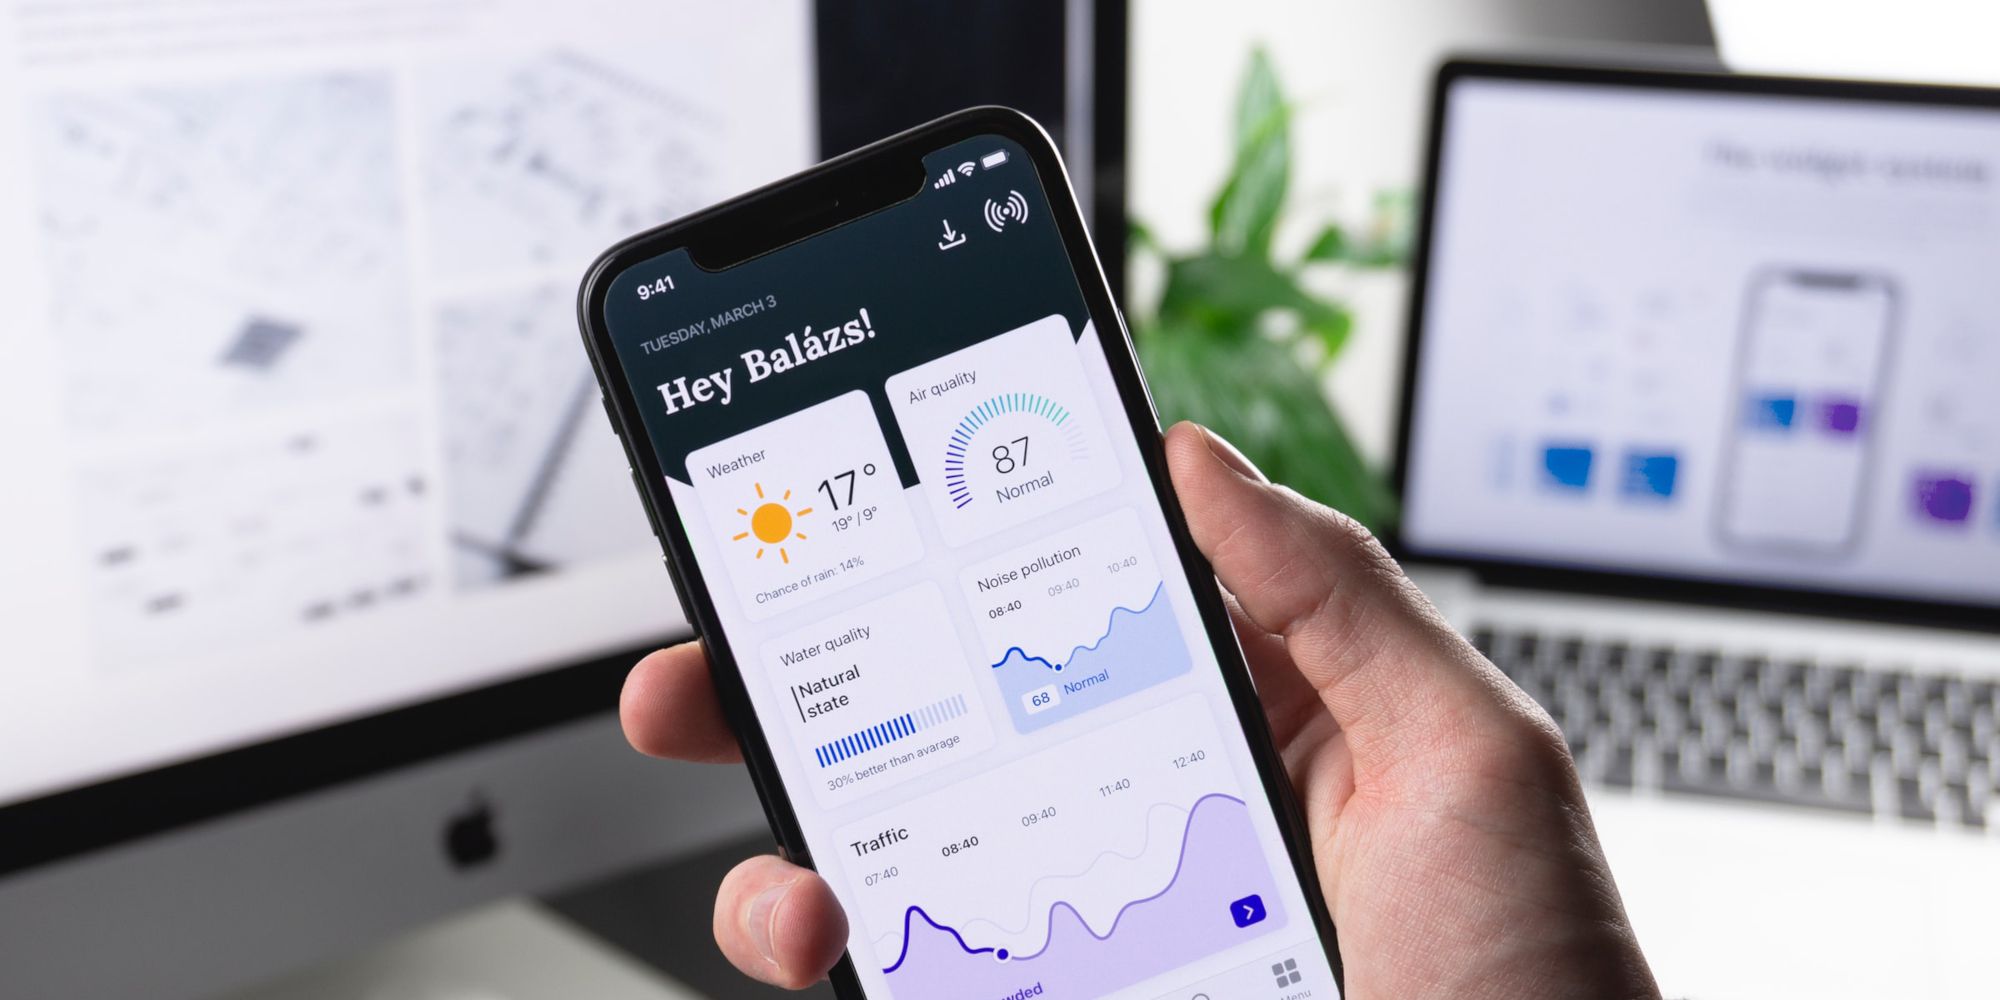 9:41
TUESDAY, MARCH 3
Hey Balázs!
Weather
17°
19° / 9°
Chance of rain: 14%
Air quality
87
Normal
Water quality
Natural
state
30% better than avarage
Noise pollution
08:40 09:40 10:40
68 Normal
Traffic
07:40 08:40 09:40 11:40 12:40
Menu